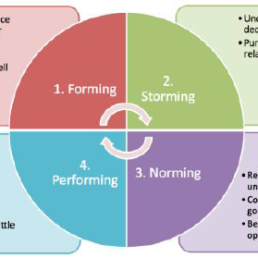 ce
ell
1. Forming
2.
Storming
• Unc
dec
• Pur
rela
4.
Performing
3. Norming
ttle
• Re
un
• Co
go
• Be
op